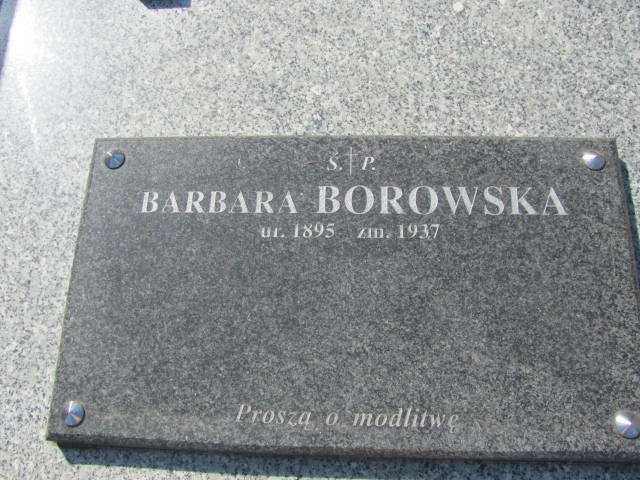 Ś.†P.
BARBARA BOROWSKA
ur. 1895 zm. 1937
Proszą o modlitwę